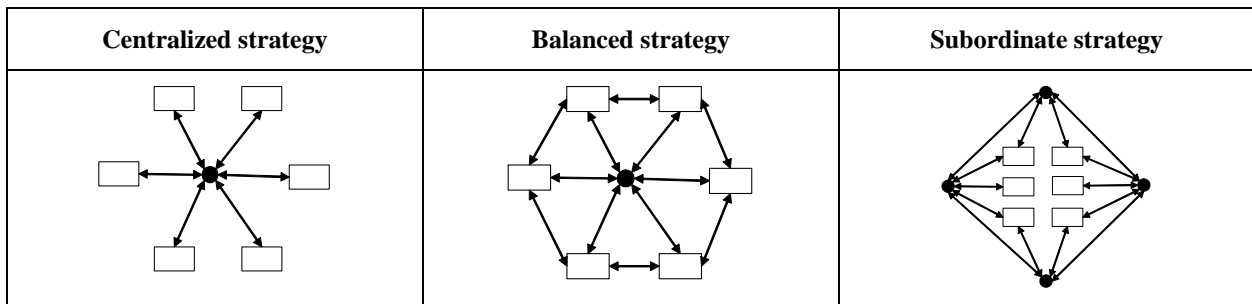 Centralized strategy
Balanced strategy
Subordinate strategy